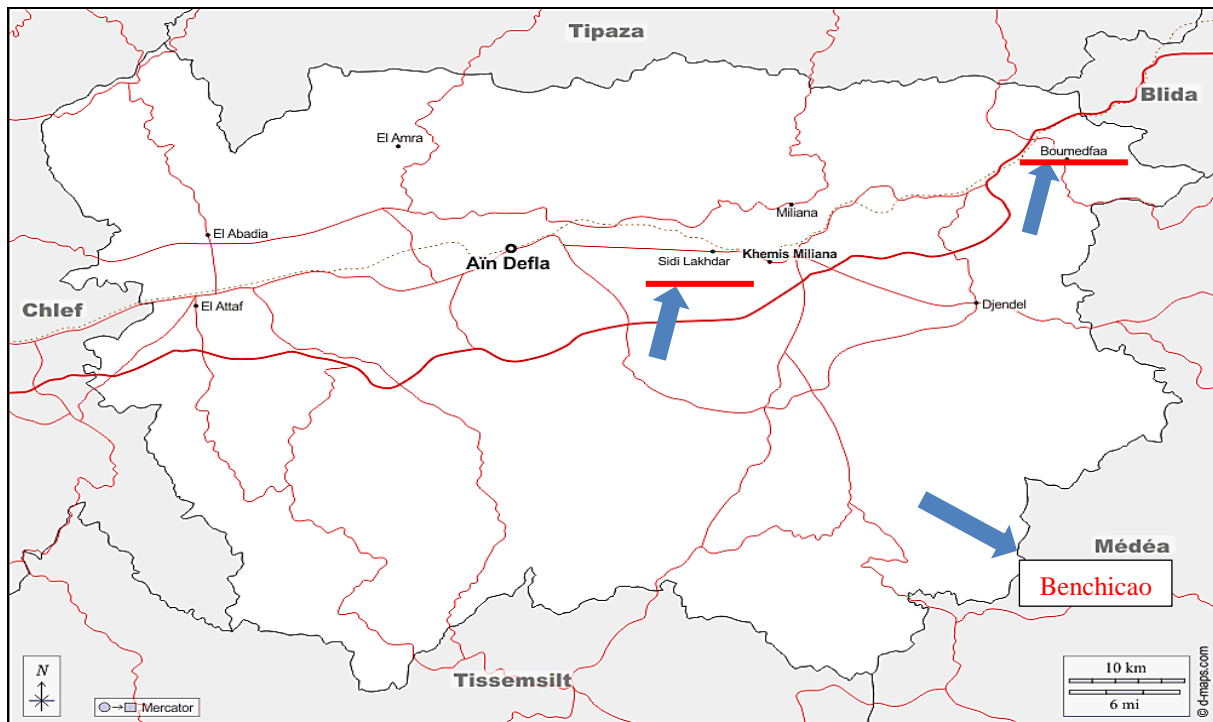 Tipaza
Blida
El Amra
Boumedfaa
Miliana
El Abadia
Aïn Defla
Sidi Lakhdar
Khemis Miliana
Chlef
El Attaf
Djendel
Médéa
Benchicao
Tissemsilt
N
Mercator
10 km
6 mi
© d-maps.com